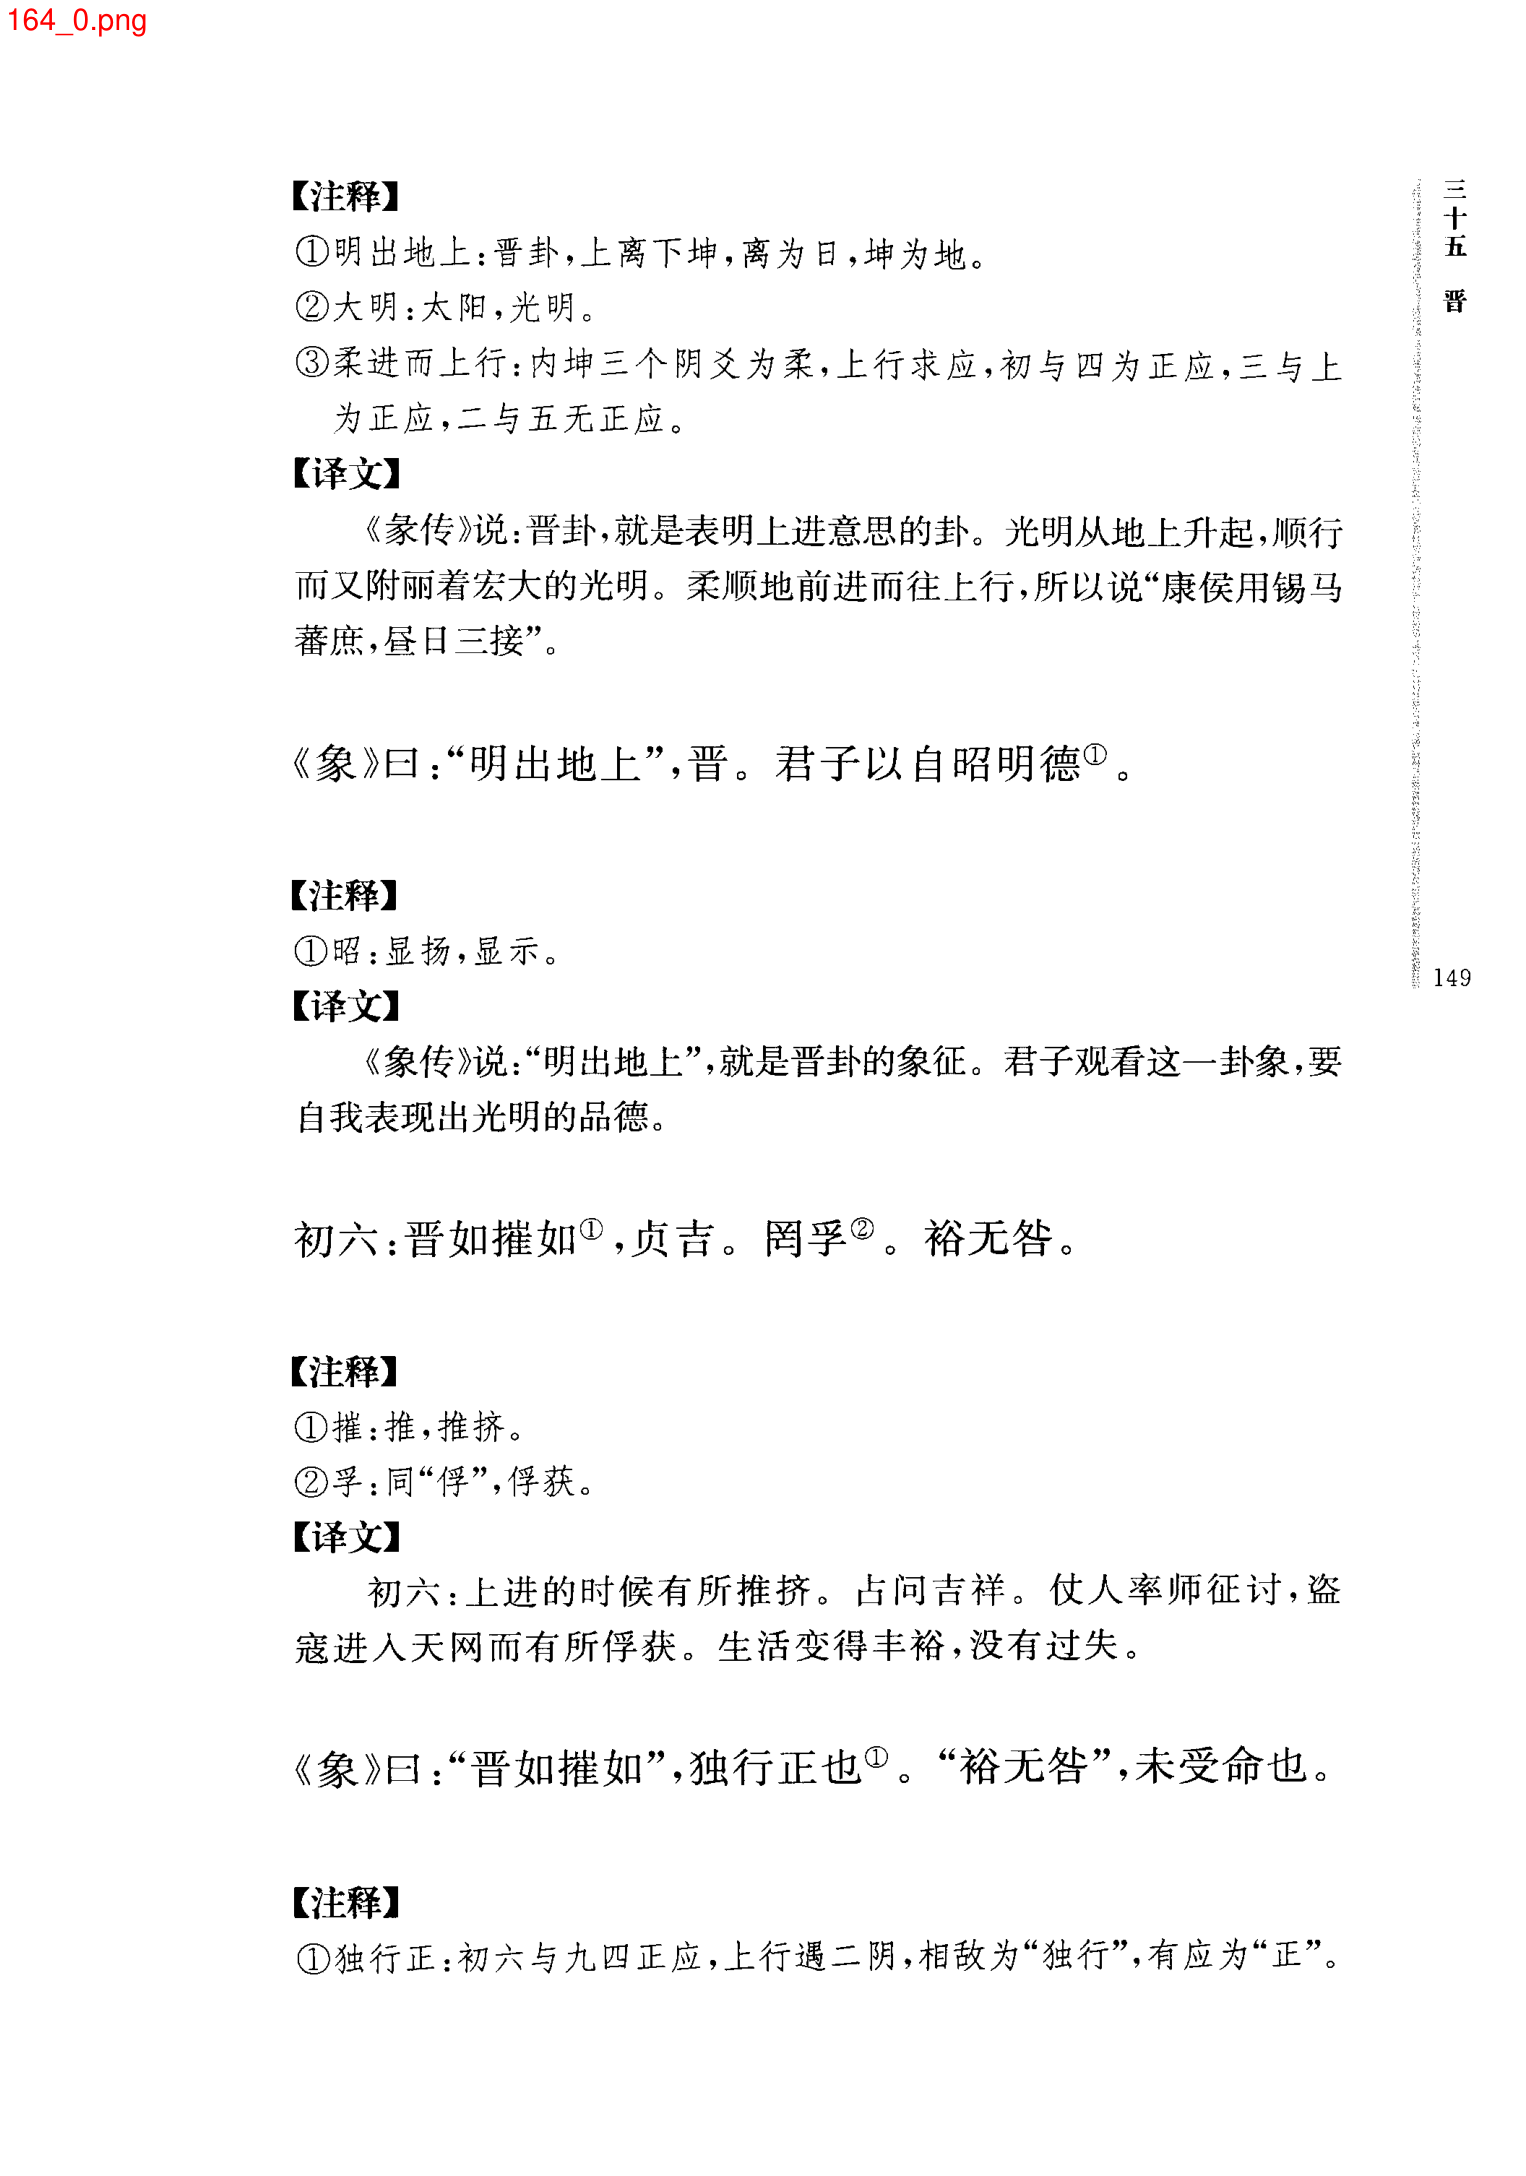 164_0.png
【注释】
①明出地上:晋卦,上离下坤,离为日,坤为地。
②大明:太阳,光明。
③柔进而上行:内坤三个阴爻为柔,上行求应,初与四为正应,三与上
为正应,二与五无正应。
【译文】
《彖传》说:晋卦,就是表明上进意思的卦。光明从地上升起,顺行
而又附丽着宏大的光明。柔顺地前进而往上行,所以说“康侯用锡马
蕃庶,昼日三接”。
《象》曰:“明出地上”,晋。君子以自昭明德①。
【注释】
①昭:显扬,显示。
【译文】
《象传》说:“明出地上”,就是晋卦的象征。君子观看这一卦象,要
自我表现出光明的品德。
初六:晋如摧如①,贞吉。罔孚②。裕无咎。
【注释】
①摧:推,推挤。
②孚:同“俘”,俘获。
【译文】
初六:上进的时候有所推挤。占问吉祥。仗人率师征讨,盗
寇进入天网而有所俘获。生活变得丰裕,没有过失。
《象》曰:“晋如摧如”,独行正也①。“裕无咎”,未受命也。
【注释】
①独行正:初六与九四正应,上行遇二阴,相敌为“独行”,有应为“正”。
三十五 晋
149